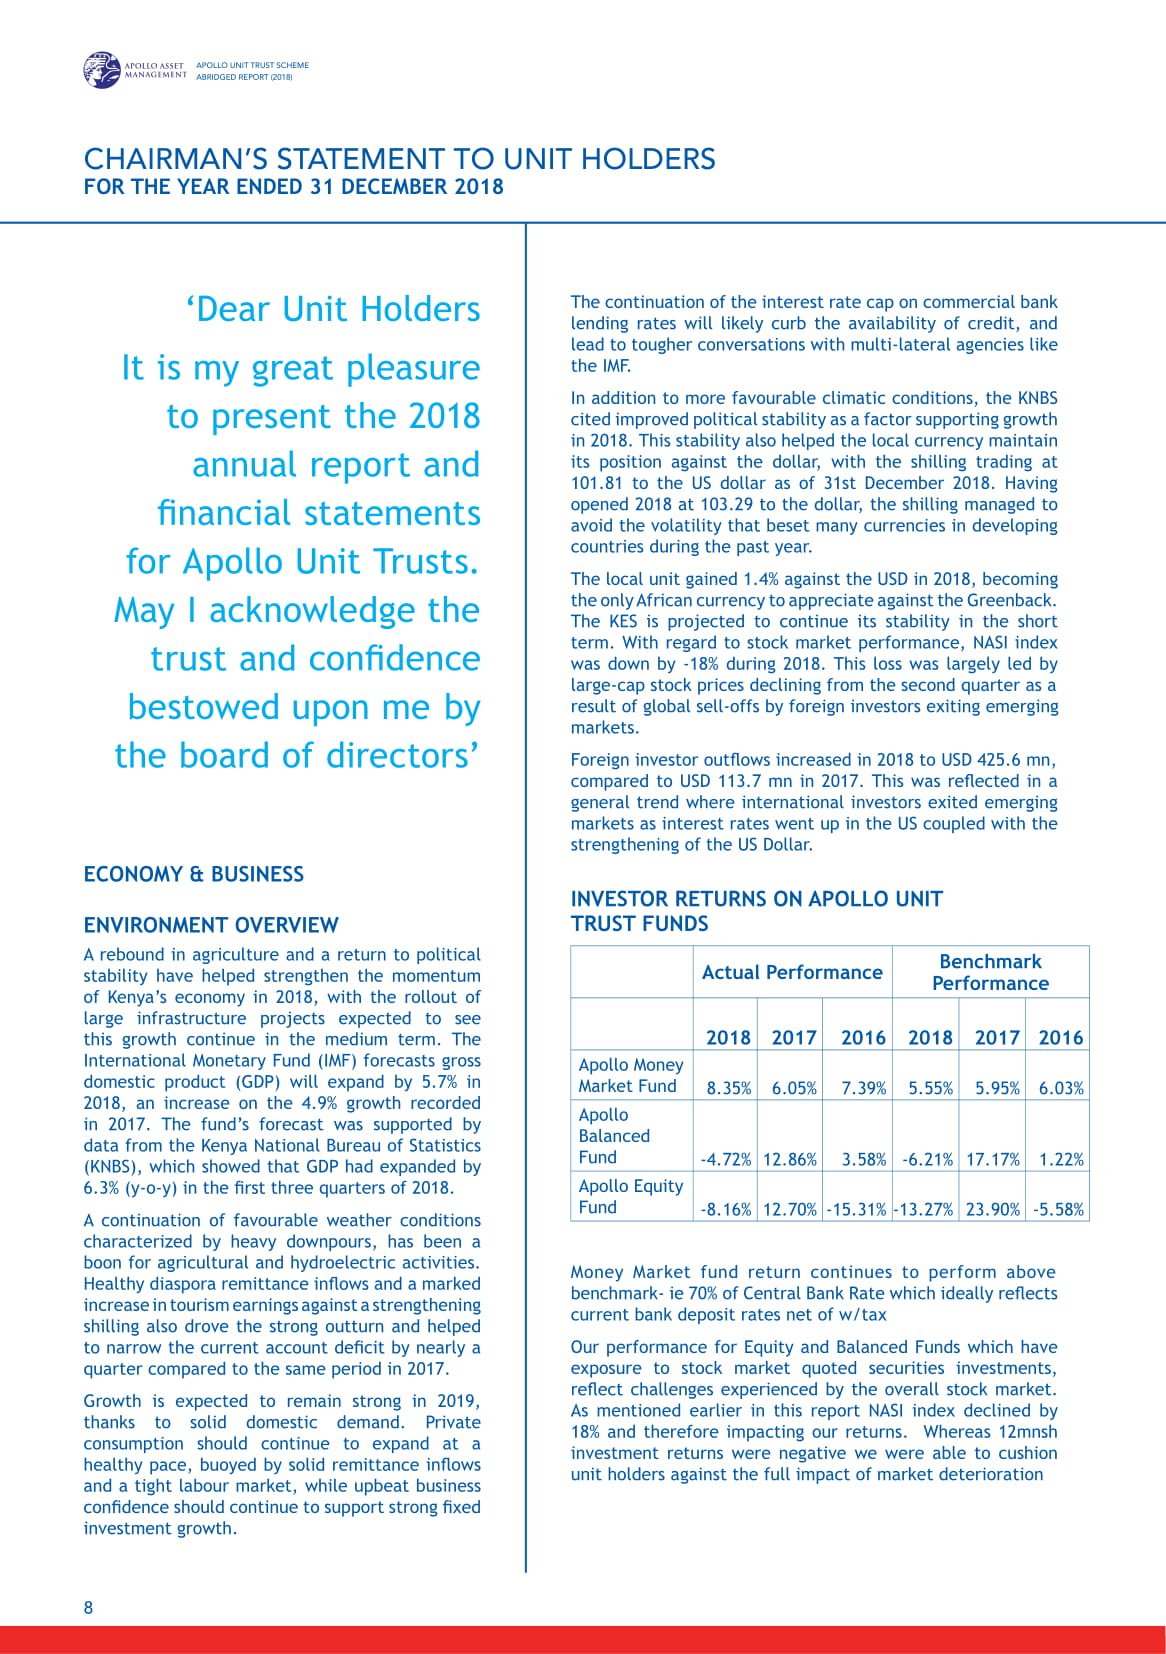 APOLLO ASSET
MANAGEMENT
APOLLO UNIT TRUST SCHEME
ABRIDGED REPORT (2018)
CHAIRMAN'S STATEMENT TO UNIT HOLDERS
FOR THE YEAR ENDED 31 DECEMBER 2018
‘Dear Unit Holders
It is my great pleasure
to present the 2018
annual report and
financial statements
for Apollo Unit Trusts.
May I acknowledge the
trust and confidence
bestowed upon me by
the board of directors’
ECONOMY & BUSINESS
ENVIRONMENT OVERVIEW
A rebound in agriculture and a return to political
stability have helped strengthen the momentum
of Kenya’s economy in 2018, with the rollout of
large infrastructure projects expected to see
this growth continue in the medium term. The
International Monetary Fund (IMF) forecasts gross
domestic product (GDP) will expand by 5.7% in
2018, an increase on the 4.9% growth recorded
in 2017. The fund’s forecast was supported by
data from the Kenya National Bureau of Statistics
(KNBS), which showed that GDP had expanded by
6.3% (y-o-y) in the first three quarters of 2018.
A continuation of favourable weather conditions
characterized by heavy downpours, has been a
boon for agricultural and hydroelectric activities.
Healthy diaspora remittance inflows and a marked
increase in tourism earnings against a strengthening
shilling also drove the strong outturn and helped
to narrow the current account deficit by nearly a
quarter compared to the same period in 2017.
Growth is expected to remain strong in 2019,
thanks to solid domestic demand. Private
consumption should continue to expand at a
healthy pace, buoyed by solid remittance inflows
and a tight labour market, while upbeat business
confidence should continue to support strong fixed
investment growth.
The continuation of the interest rate cap on commercial bank
lending rates will likely curb the availability of credit, and
lead to tougher conversations with multi-lateral agencies like
the IMF.
In addition to more favourable climatic conditions, the KNBS
cited improved political stability as a factor supporting growth
in 2018. This stability also helped the local currency maintain
its position against the dollar, with the shilling trading at
101.81 to the US dollar as of 31st December 2018. Having
opened 2018 at 103.29 to the dollar, the shilling managed to
avoid the volatility that beset many currencies in developing
countries during the past year.
The local unit gained 1.4% against the USD in 2018, becoming
the only African currency to appreciate against the Greenback.
The KES is projected to continue its stability in the short
term. With regard to stock market performance, NASI index
was down by -18% during 2018. This loss was largely led by
large-cap stock prices declining from the second quarter as a
result of global sell-offs by foreign investors exiting emerging
markets.
Foreign investor outflows increased in 2018 to USD 425.6 mn,
compared to USD 113.7 mn in 2017. This was reflected in a
general trend where international investors exited emerging
markets as interest rates went up in the US coupled with the
strengthening of the US Dollar.
INVESTOR RETURNS ON APOLLO UNIT
TRUST FUNDS
Actual Performance
Benchmark
Performance
2018 2017 2016 2018 2017 2016
Apollo Money
Market Fund 8.35% 6.05% 7.39% 5.55% 5.95% 6.03%
Apollo
Balanced
Fund -4.72% 12.86% 3.58% -6.21% 17.17% 1.22%
Apollo Equity
Fund -8.16% 12.70% -15.31% -13.27% 23.90% -5.58%
Money Market fund return continues to perform above
benchmark- ie 70% of Central Bank Rate which ideally reflects
current bank deposit rates net of w/tax
Our performance for Equity and Balanced Funds which have
exposure to stock market quoted securities investments,
reflect challenges experienced by the overall stock market.
As mentioned earlier in this report NASI index declined by
18% and therefore impacting our returns. Whereas 12mnsh
investment returns were negative we were able to cushion
unit holders against the full impact of market deterioration
8